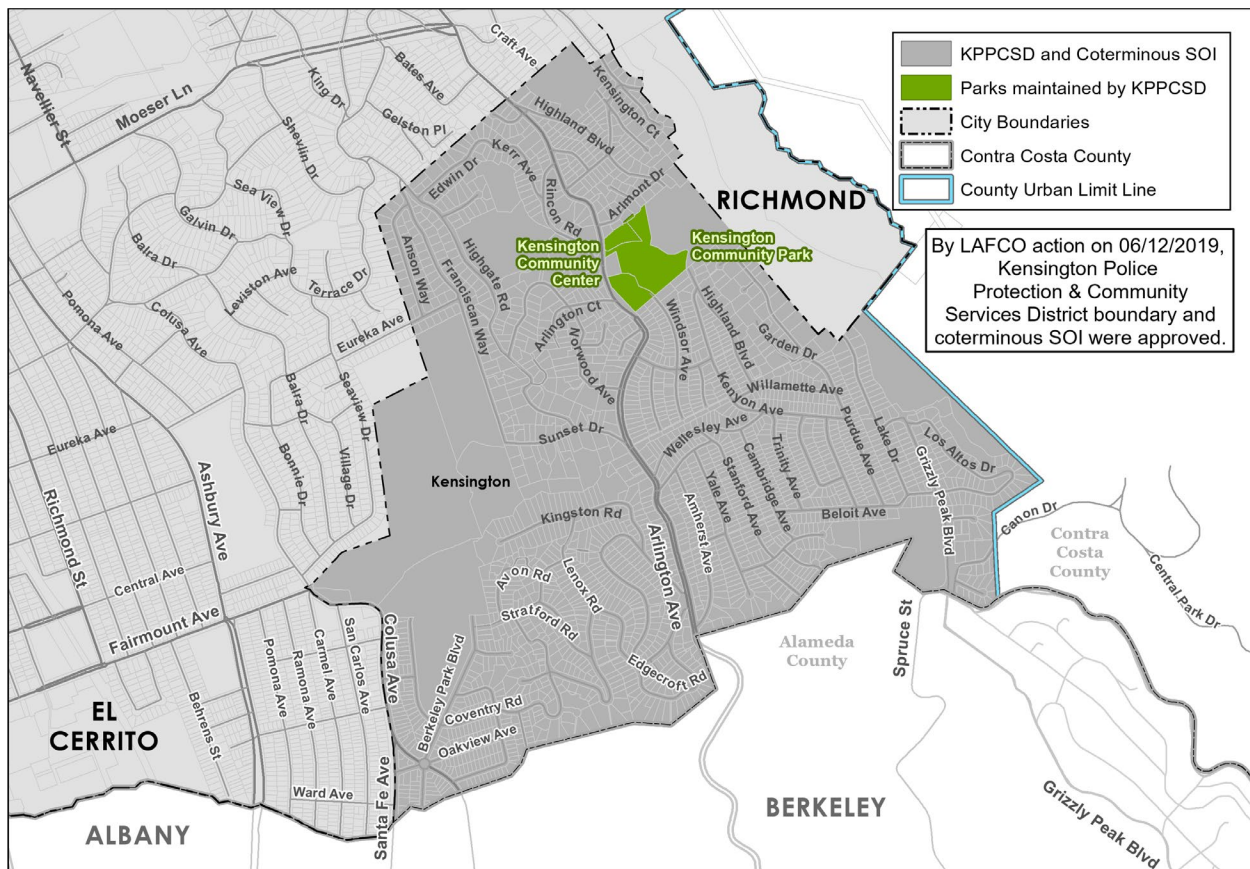 KPPCSD and Coterminous SOI
Parks maintained by KPPCSD
City Boundaries
Contra Costa County
County Urban Limit Line
By LAFCO action on 06/12/2019,
Kensington Police
Protection & Community
Services District boundary and
coterminous SOI were approved.
Navellier St
Moeser Ln
King Dr
Shevlin Dr
Bates Ave
Gelston Pl
Craft Ave
Kensington Ct
Highland Blvd
Kerr Ave
Edwin Dr
Rincon Rd
Arlmont Dr
RICHMOND
Sea View Dr
Galvin Dr
Balra Dr
Leviston Ave
Terrace Dr
Anson Way
Highgate Rd
Franciscan Way
Kensington
Community
Center
Kensington
Community Park
Pomona Ave
Colusa Ave
Eureka Ave
Arlington Ct
Norwood Ave
Windsor Ave
Highland Blvd
Garden Dr
Willamette Ave
Kenyon Ave
Eureka Ave
Balra Dr
Seaview Dr
Bonnie Dr
Village Dr
Sunset Dr
Wellesley Ave
Purdue Ave
Lake Dr
Los Altos Dr
Trinity Ave
Cambridge Ave
Stanford Ave
Yale Ave
Grizzly Peak Blvd
Ashbury Ave
Richmond St
Kensington
Kingston Rd
Amherst Ave
Beloit Ave
Canon Dr
Contra
Costa
County
Central Park Dr
Central Ave
Fairmount Ave
Avon Rd
Lenox Rd
Stratford Rd
Arlington Ave
Edgecroft Rd
Alameda
County
Spruce St
Pomona Ave
Ramona Ave
Carmel Ave
San Carlos Ave
Colusa Ave
Berkeley Park Blvd
Coventry Rd
Oakview Ave
Behrens St
EL
CERRITO
Ward Ave
Santa Fe Ave
ALBANY
BERKELEY
Grizzly Peak Blvd